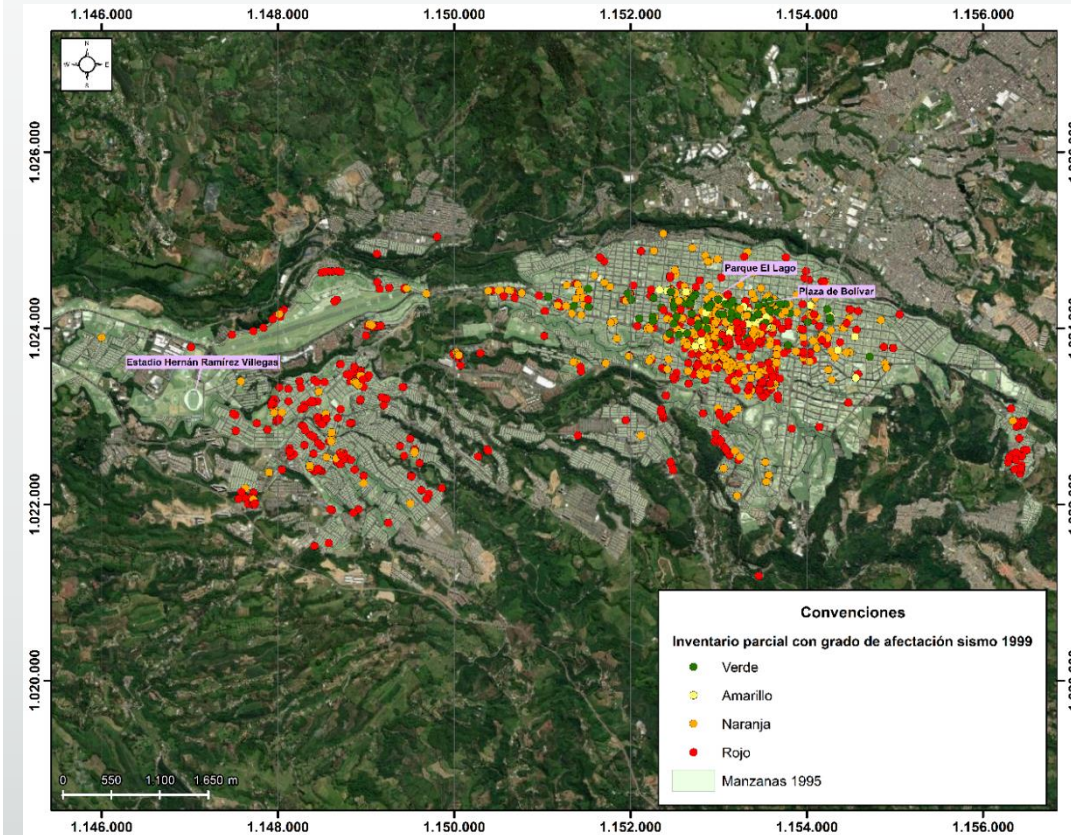 1.146.000 1.148.000 1.150.000 1.152.000 1.154.000 1.156.000
N
W E
1.026.000
Parque El Lago
Plaza de Bolívar
1.024.000
Estadio Hernán Ramírez Villegas
1.022.000
1.020.000
Convenciones
Inventario parcial con grado de afectación sismo 1999
Verde
Amarillo
Naranja
Rojo
Manzanas 1995
0 550 1.100 1.650 m
1.146.000 1.148.000 1.150.000 1.152.000 1.154.000 1.156.000